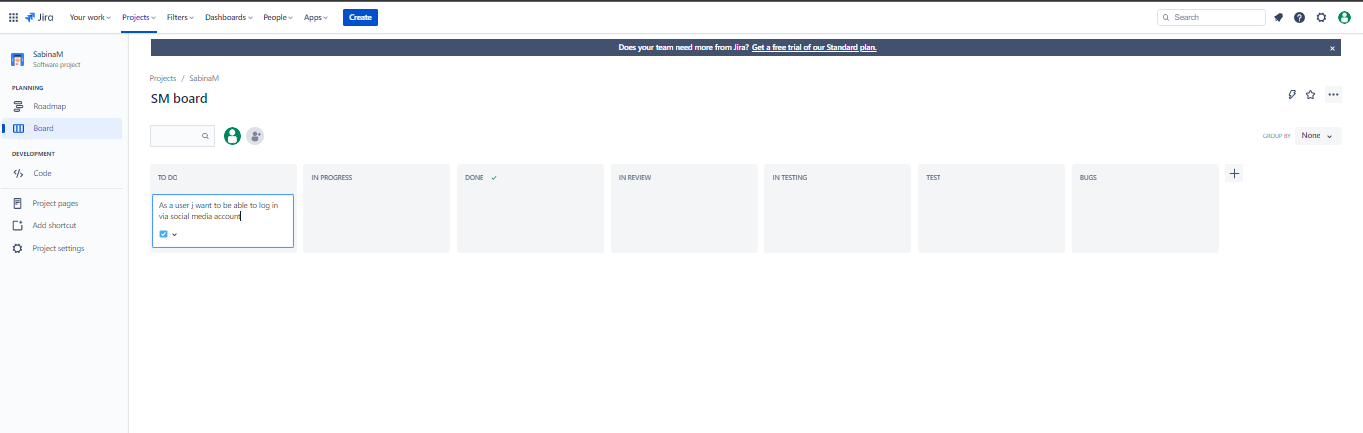 Jira Your work Projects Filters Dashboards People Apps Create Search
SabinaM
Software project
PLANNING
Roadmap
Board
DEVELOPMENT
Code
Project pages
Add shortcut
Project settings
Does your team need more from Jira? Get a free trial of our Standard plan.
Projects / SabinaM
SM board
GROUP BY None
TO DO IN PROGRESS DONE IN REVIEW IN TESTING TEST BUGS
As a user j want to be able to log in
via social media account